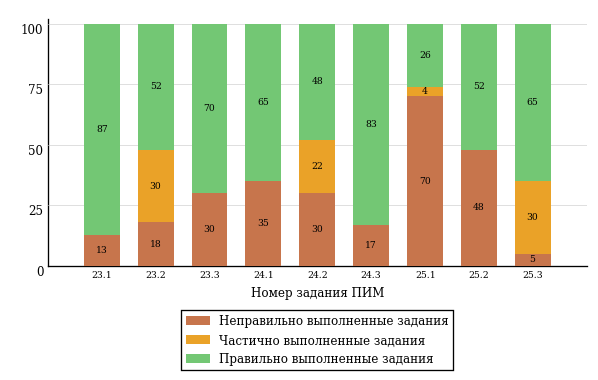 100
87 52 70 65 48 83 26 52 65
75
4
30 22 70 30
50
13 18 30 35 30 17 48 5
25
0
23.1 23.2 23.3 24.1 24.2 24.3 25.1 25.2 25.3
Номер задания ПИМ
Неправильно выполненные задания
Частично выполненные задания
Правильно выполненные задания